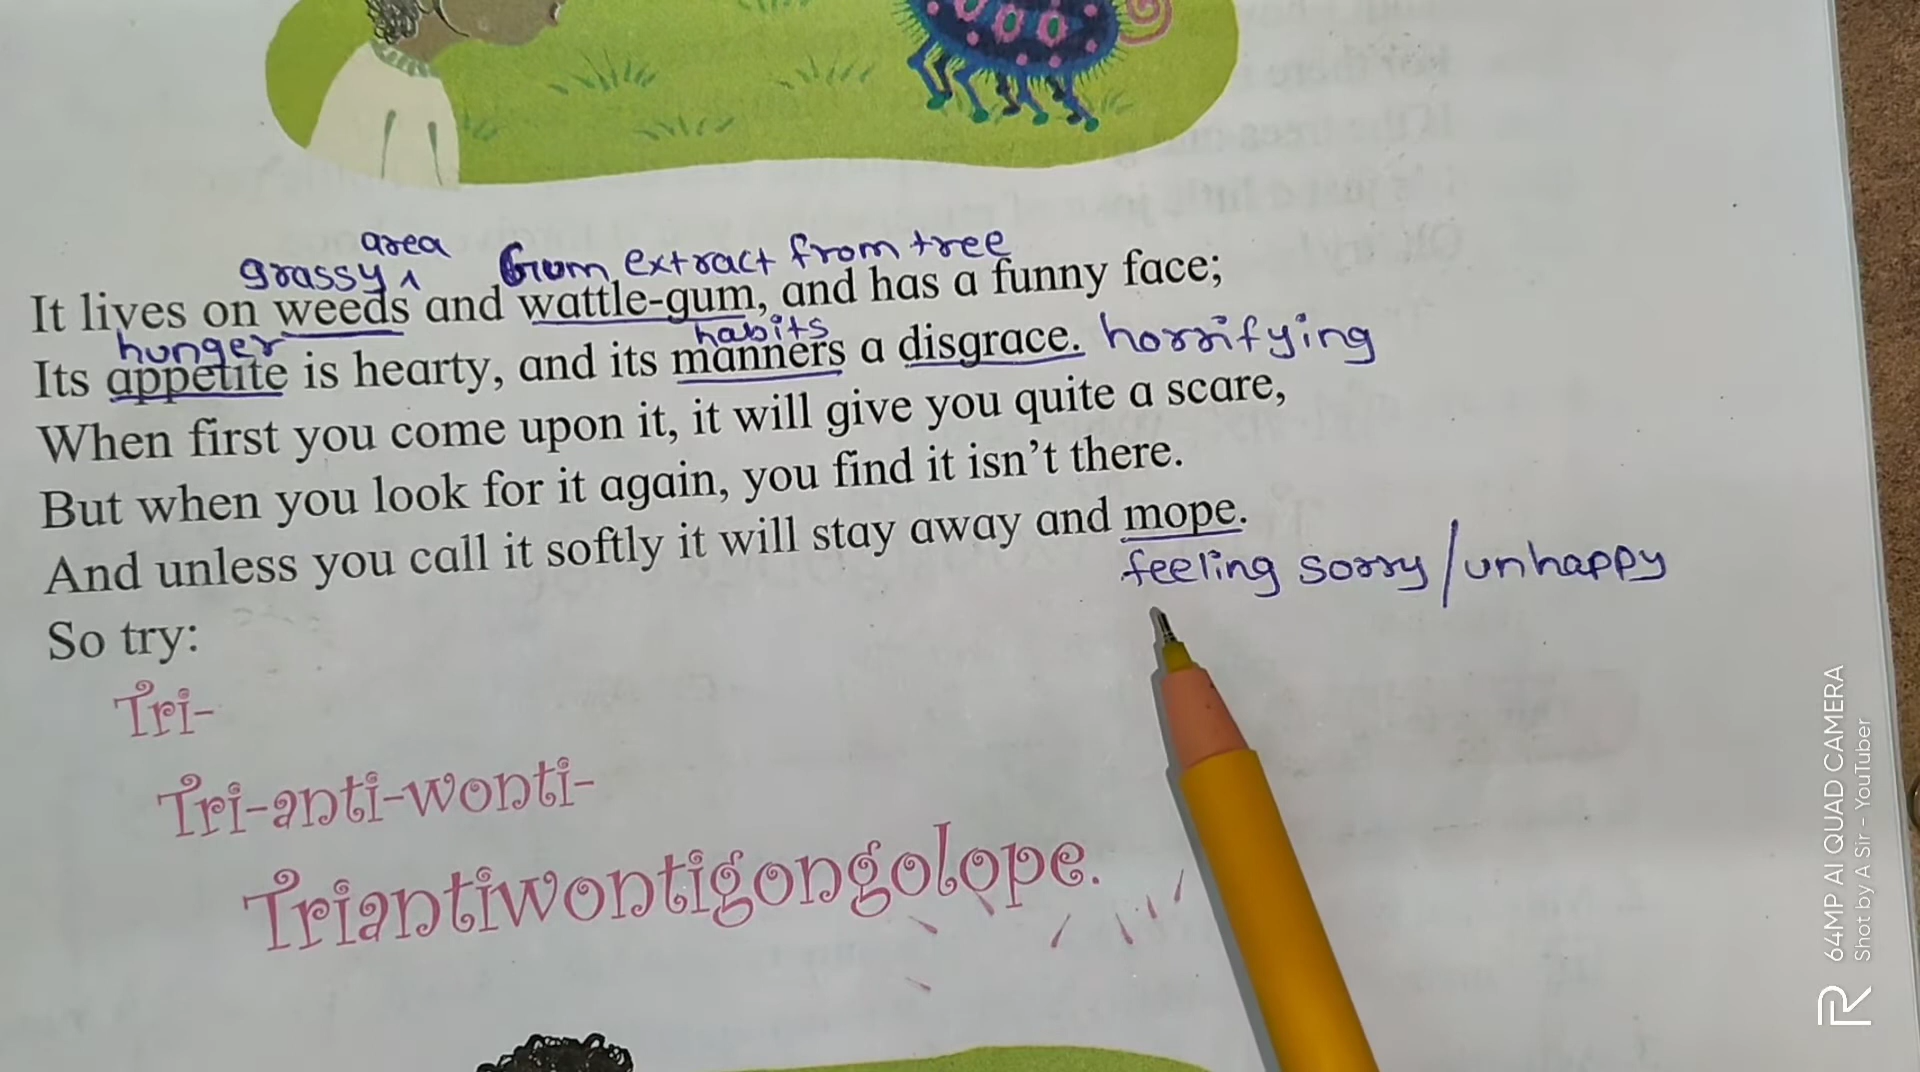 area
grassy ^ Gum extract from tree
It lives on weeds and wattle-gum, and has a funny face;
hunger habits
Its appetite is hearty, and its manners a disgrace. horrifying
When first you come upon it, it will give you quite a scare,
But when you look for it again, you find it isn't there.
And unless you call it softly it will stay away and mope.
feeling sorry/unhappy
So try:
Tri-
Tri-anti-wonti-
Triantiwontigongolope.
64MP AI QUAD CAMERA
Shot by A Sir - YouTuber